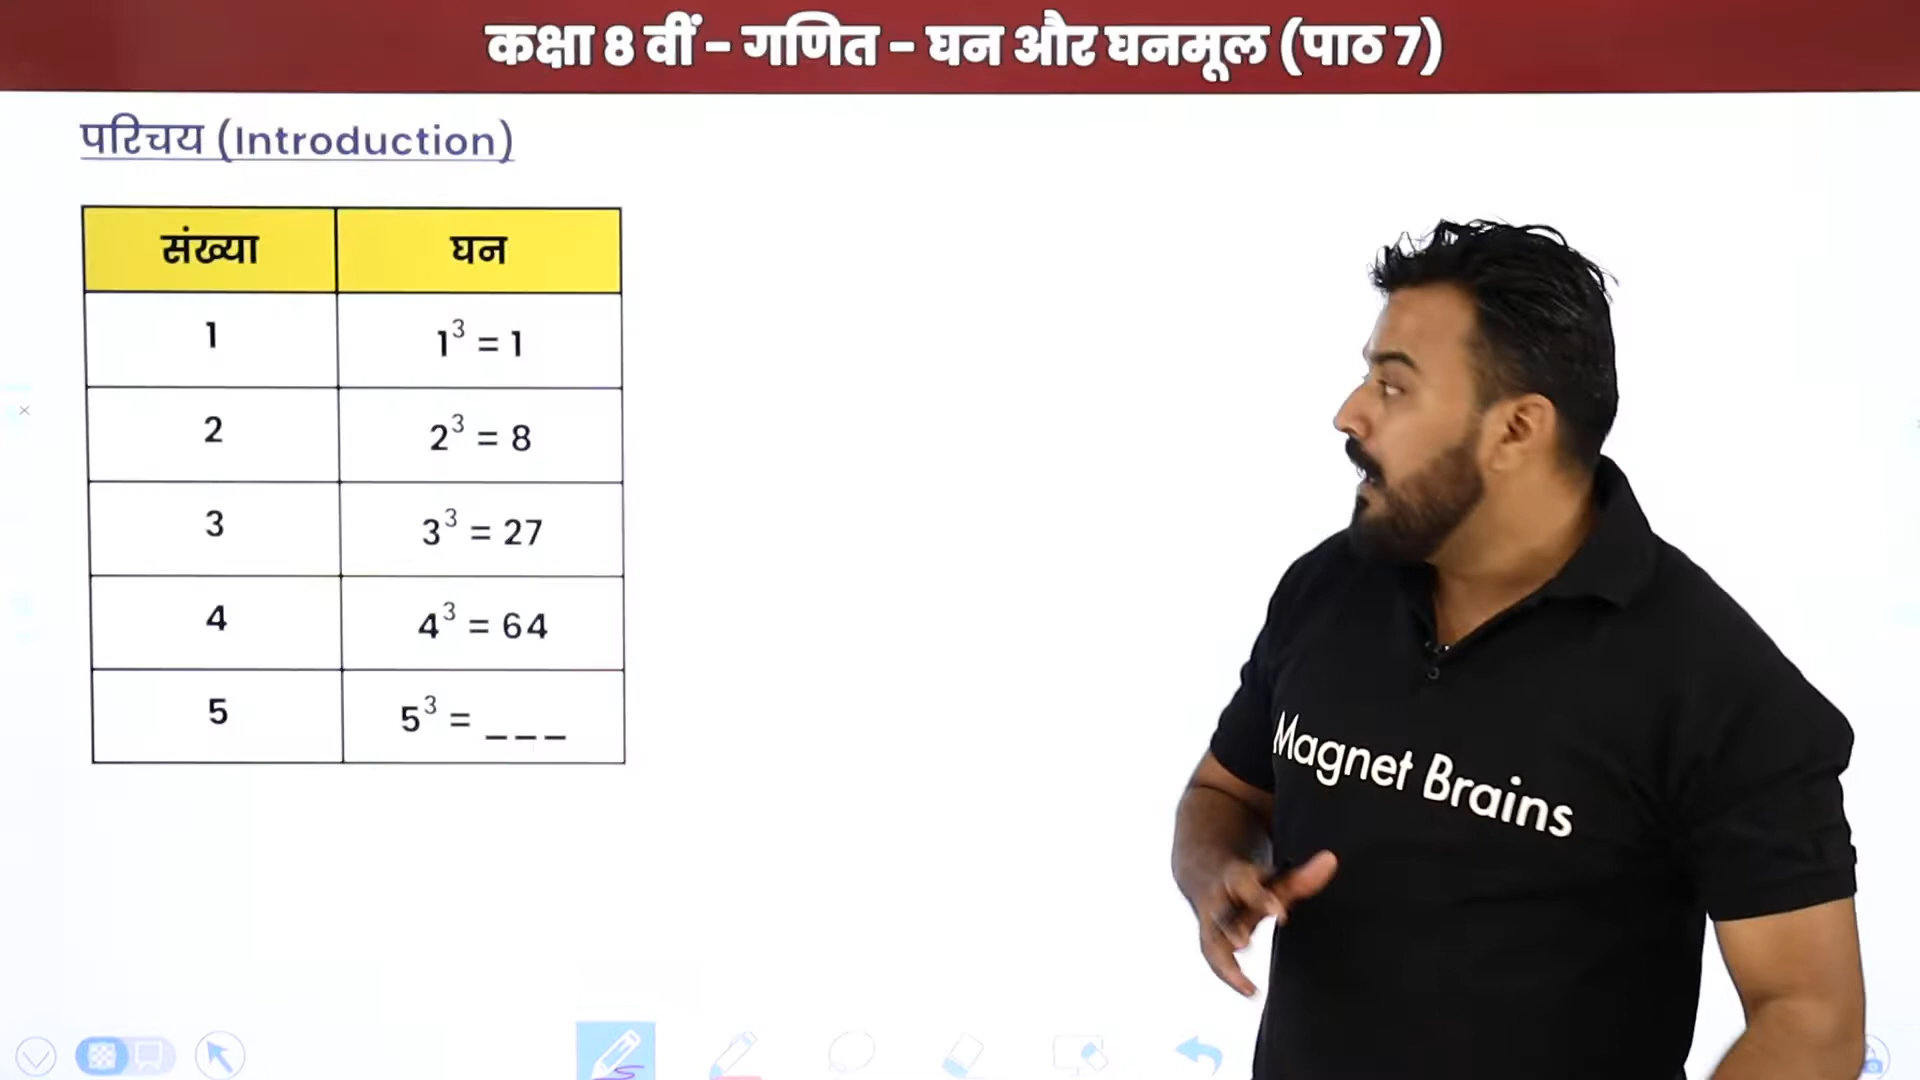 कक्षा 8 वीं - गणित - घन और घनमूल (पाठ 7)
परिचय (Introduction)
संख्या घन
1 1³ = 1
2 2³ = 8
3 3³ = 27
4 4³ = 64
5 5³ = _ _ _
Magnet Brains